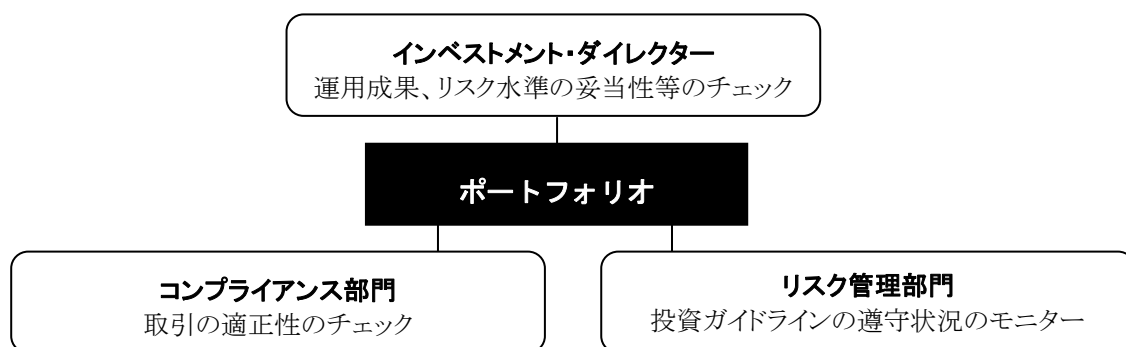 インベストメント・ダイレクター
運用成果、リスク水準の妥当性等のチェック
ポートフォリオ
コンプライアンス部門
取引の適正性のチェック
リスク管理部門
投資ガイドラインの遵守状況のモニター